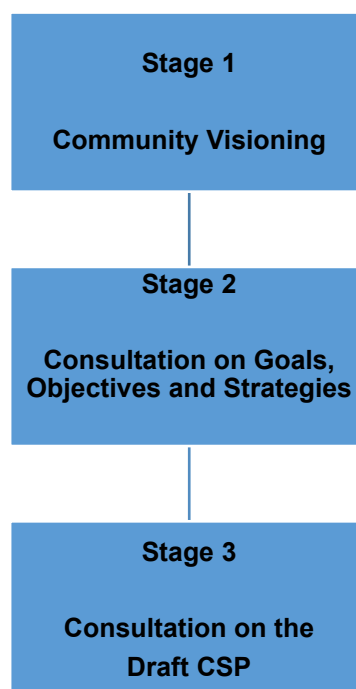 Stage 1
Community Visioning
Stage 2
Consultation on Goals,
Objectives and Strategies
Stage 3
Consultation on the
Draft CSP